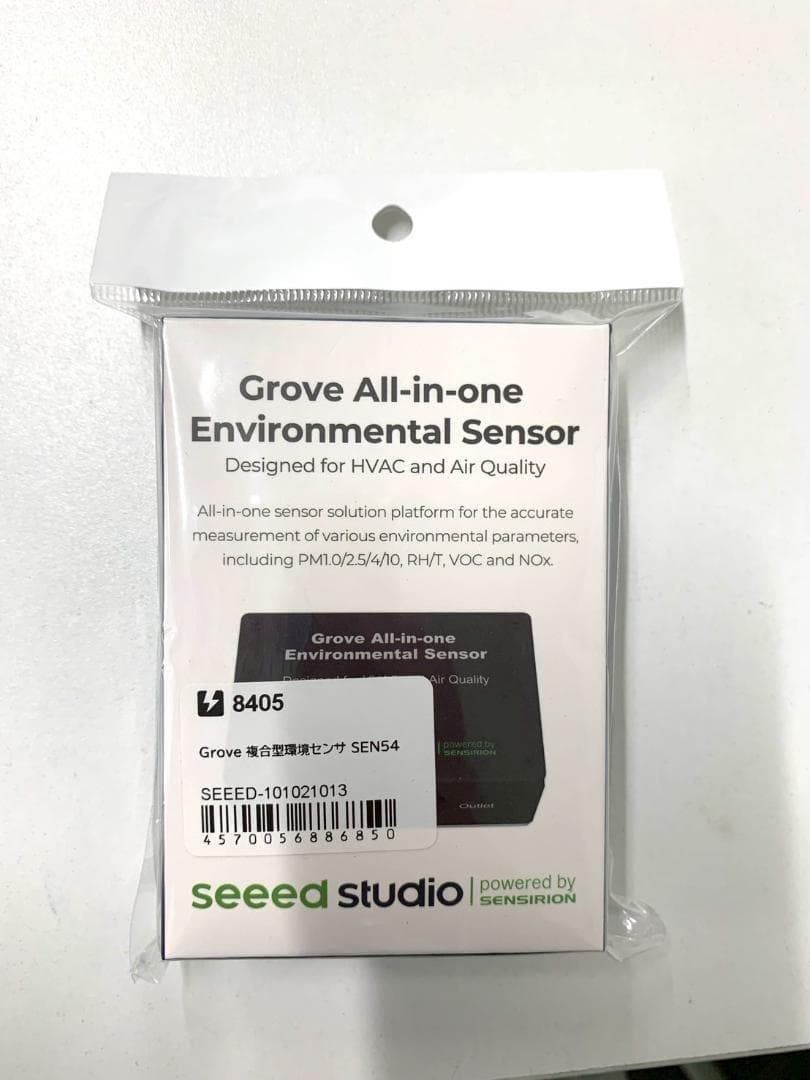 Grove All-in-one
Environmental Sensor
Designed for HVAC and Air Quality
All-in-one sensor solution platform for the accurate
measurement of various environmental parameters,
including PM1.0/2.5/4/10, RH/T, VOC and NOx.
Grove All-in-one
Environmental Sensor
Air Quality
8405
powered by
SENSIRION
Grove 複合型環境センサ SEN54
SEEED-101021013
Outlet
4570056886850
seeed studio
powered by
SENSIRION